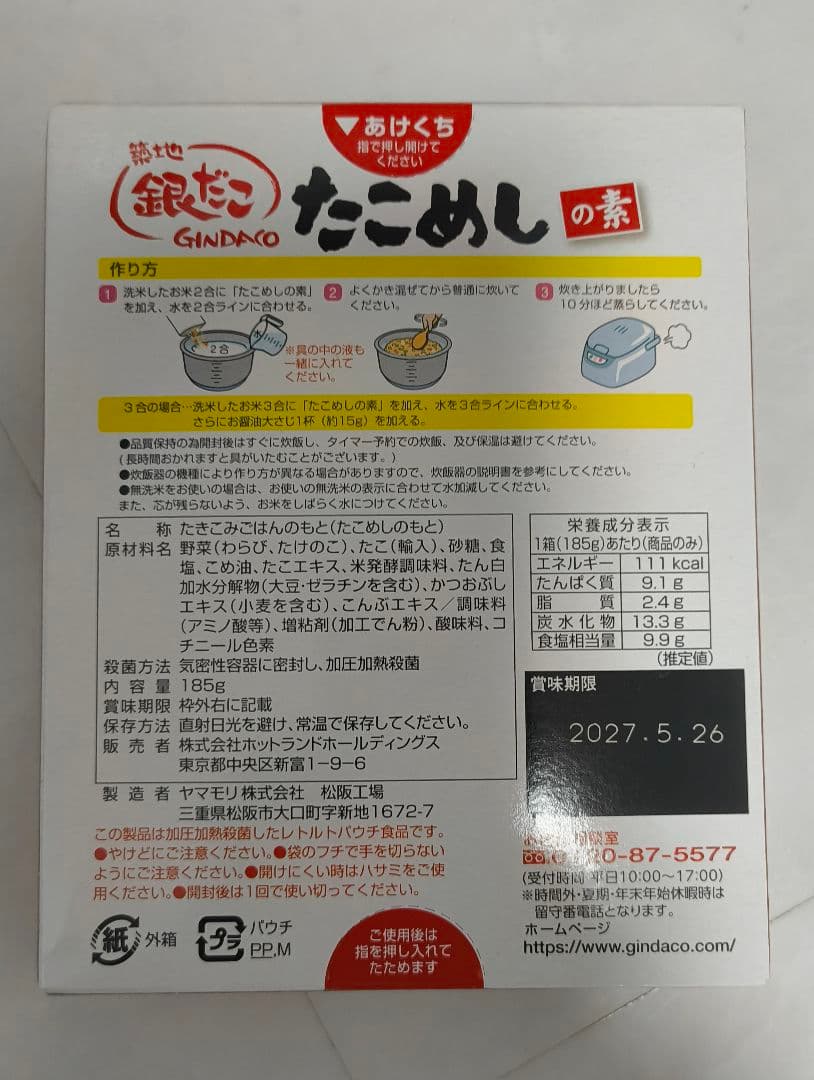 ▼あけくち
指で押し開けて
ください
築地
銀だこ
GINDACO
たこめし
の素
作り方
1 洗米したお米2合に「たこめしの素」
を加え、水を2合ラインに合わせる。
2合
※具の中の液も
一緒に入れて
ください。
2 よくかき混ぜてから普通に炊いて
ください。
3 炊き上がりましたら
10分ほど蒸らしてください。
3合の場合…洗米したお米3合に「たこめしの素」を加え、水を3合ラインに合わせる。
さらにお醤油大さじ1杯(約15g)を加える。
●品質保持の為開封後はすぐに炊飯し、タイマー予約での炊飯、及び保温は避けてください。
(長時間おかれますと具がいたむことがございます。)
●炊飯器の機種により作り方が異なる場合がありますので、炊飯器の説明書を参考にしてください。
●無洗米をお使いの場合は、お使いの無洗米の表示に合わせて水加減してください。
また、芯が残らないよう、お米をしばらく水につけてください。
名称 たきこみごはんのもと(たこめしのもと)
原材料名 野菜(わらび、たけのこ)、たこ(輸入)、砂糖、食
塩、こめ油、たこエキス、米発酵調味料、たん白
加水分解物(大豆・ゼラチンを含む)、かつおぶし
エキス(小麦を含む)、こんぶエキス/調味料
(アミノ酸等)、増粘剤(加工でん粉)、酸味料、コ
チニール色素
殺菌方法 気密性容器に密封し、加圧加熱殺菌
内容量 185g
賞味期限 枠外右に記載
保存方法 直射日光を避け、常温で保存してください。
販売者 株式会社ホットランドホールディングス
東京都中央区新富1-9-6
製造者 ヤマモリ株式会社 松阪工場
三重県松阪市大口町字新地1672-7
この製品は加圧加熱殺菌したレトルトパウチ食品です。
●やけどにご注意ください。●袋のフチで手を切らない
ようにご注意ください。●開けにくい時はハサミをご使
用ください。●開封後は1回で使い切ってください。
紙 外箱
プラ パウチ
PP,M
ご使用後は
指を押し入れて
たためます
栄養成分表示
1箱(185g)あたり(商品のみ)
エネルギー 111kcal
たんぱく質 9.1g
脂質 2.4g
炭水化物 13.3g
食塩相当量 9.9g
(推定値)
賞味期限
2027.5.26
談室
20-87-5577
(受付時間 平日10:00〜17:00)
※時間外・夏期・年末年始休暇時は
留守番電話となります。
ホームページ
https://www.gindaco.com/